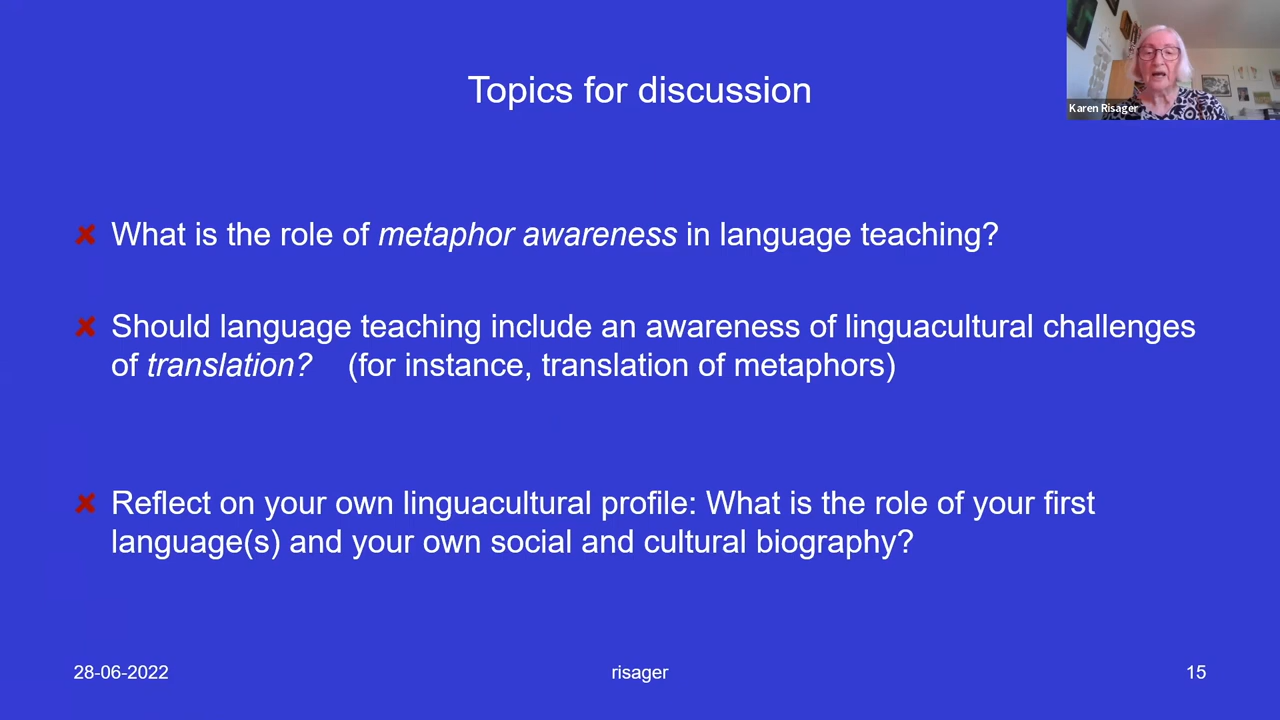 Karen Risager
Topics for discussion
What is the role of metaphor awareness in language teaching?
Should language teaching include an awareness of linguacultural challenges
of translation? (for instance, translation of metaphors)
Reflect on your own linguacultural profile: What is the role of your first
language(s) and your own social and cultural biography?
28-06-2022 risager 15